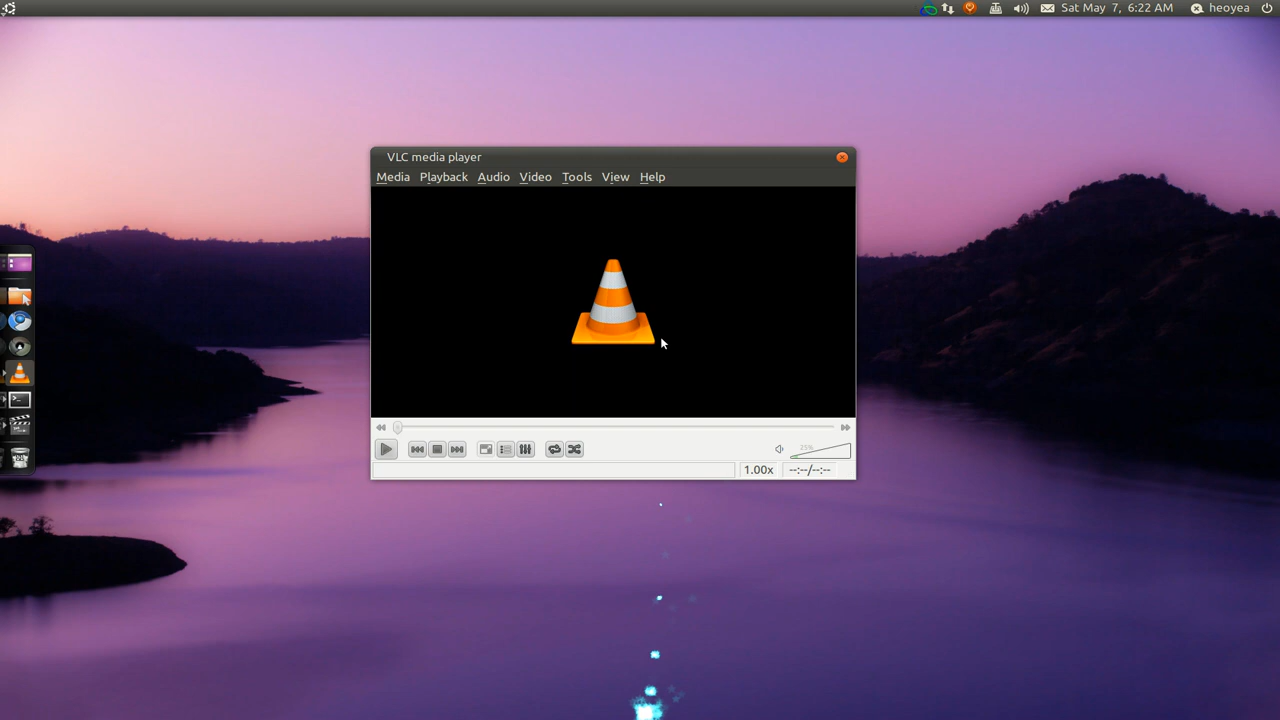 Sat May 7, 6:22 AM heoyea
VLC media player
Media Playback Audio Video Tools View Help
25%
1.00x --:--/--:--